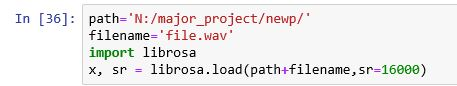 In [36]: path='N:/major_project/newp/'
filename='file.wav'
import librosa
x, sr = librosa.load(path+filename,sr=16000)